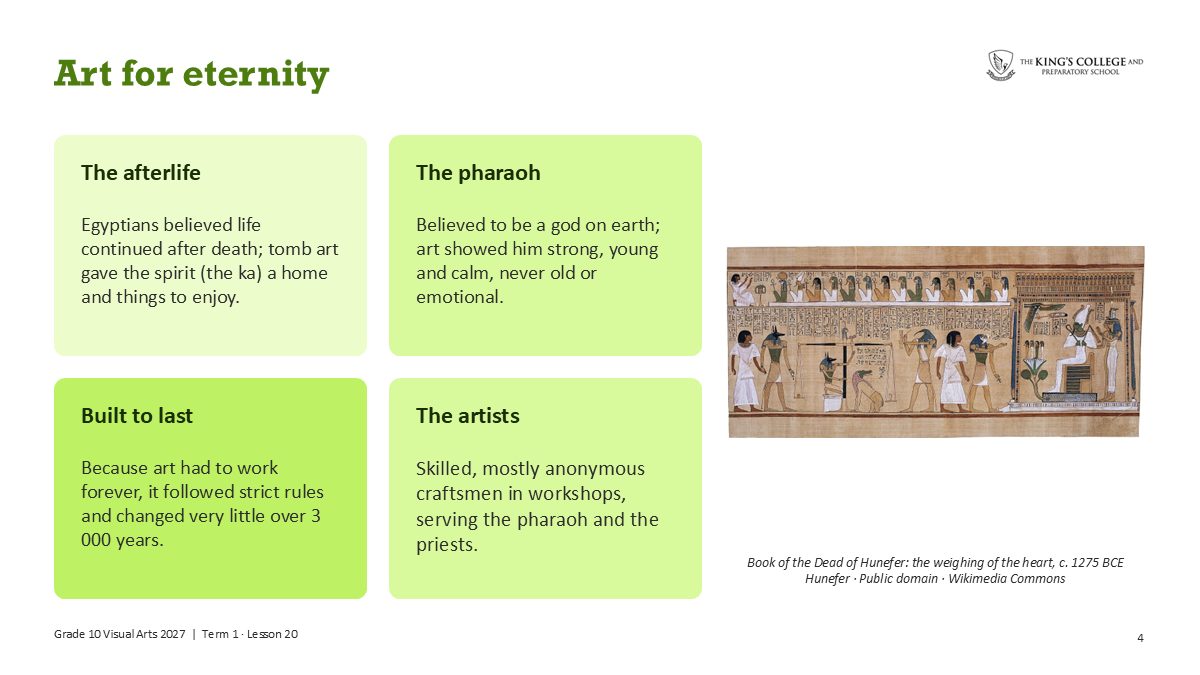 Art for eternity
THE KING'S COLLEGE AND
PREPARATORY SCHOOL
The afterlife
Egyptians believed life
continued after death; tomb art
gave the spirit (the ka) a home
and things to enjoy.
The pharaoh
Believed to be a god on earth;
art showed him strong, young
and calm, never old or
emotional.
Built to last
Because art had to work
forever, it followed strict rules
and changed very little over 3
000 years.
The artists
Skilled, mostly anonymous
craftsmen in workshops,
serving the pharaoh and the
priests.
Book of the Dead of Hunefer: the weighing of the heart, c. 1275 BCE
Hunefer · Public domain · Wikimedia Commons
Grade 10 Visual Arts 2027 | Term 1 · Lesson 20
4